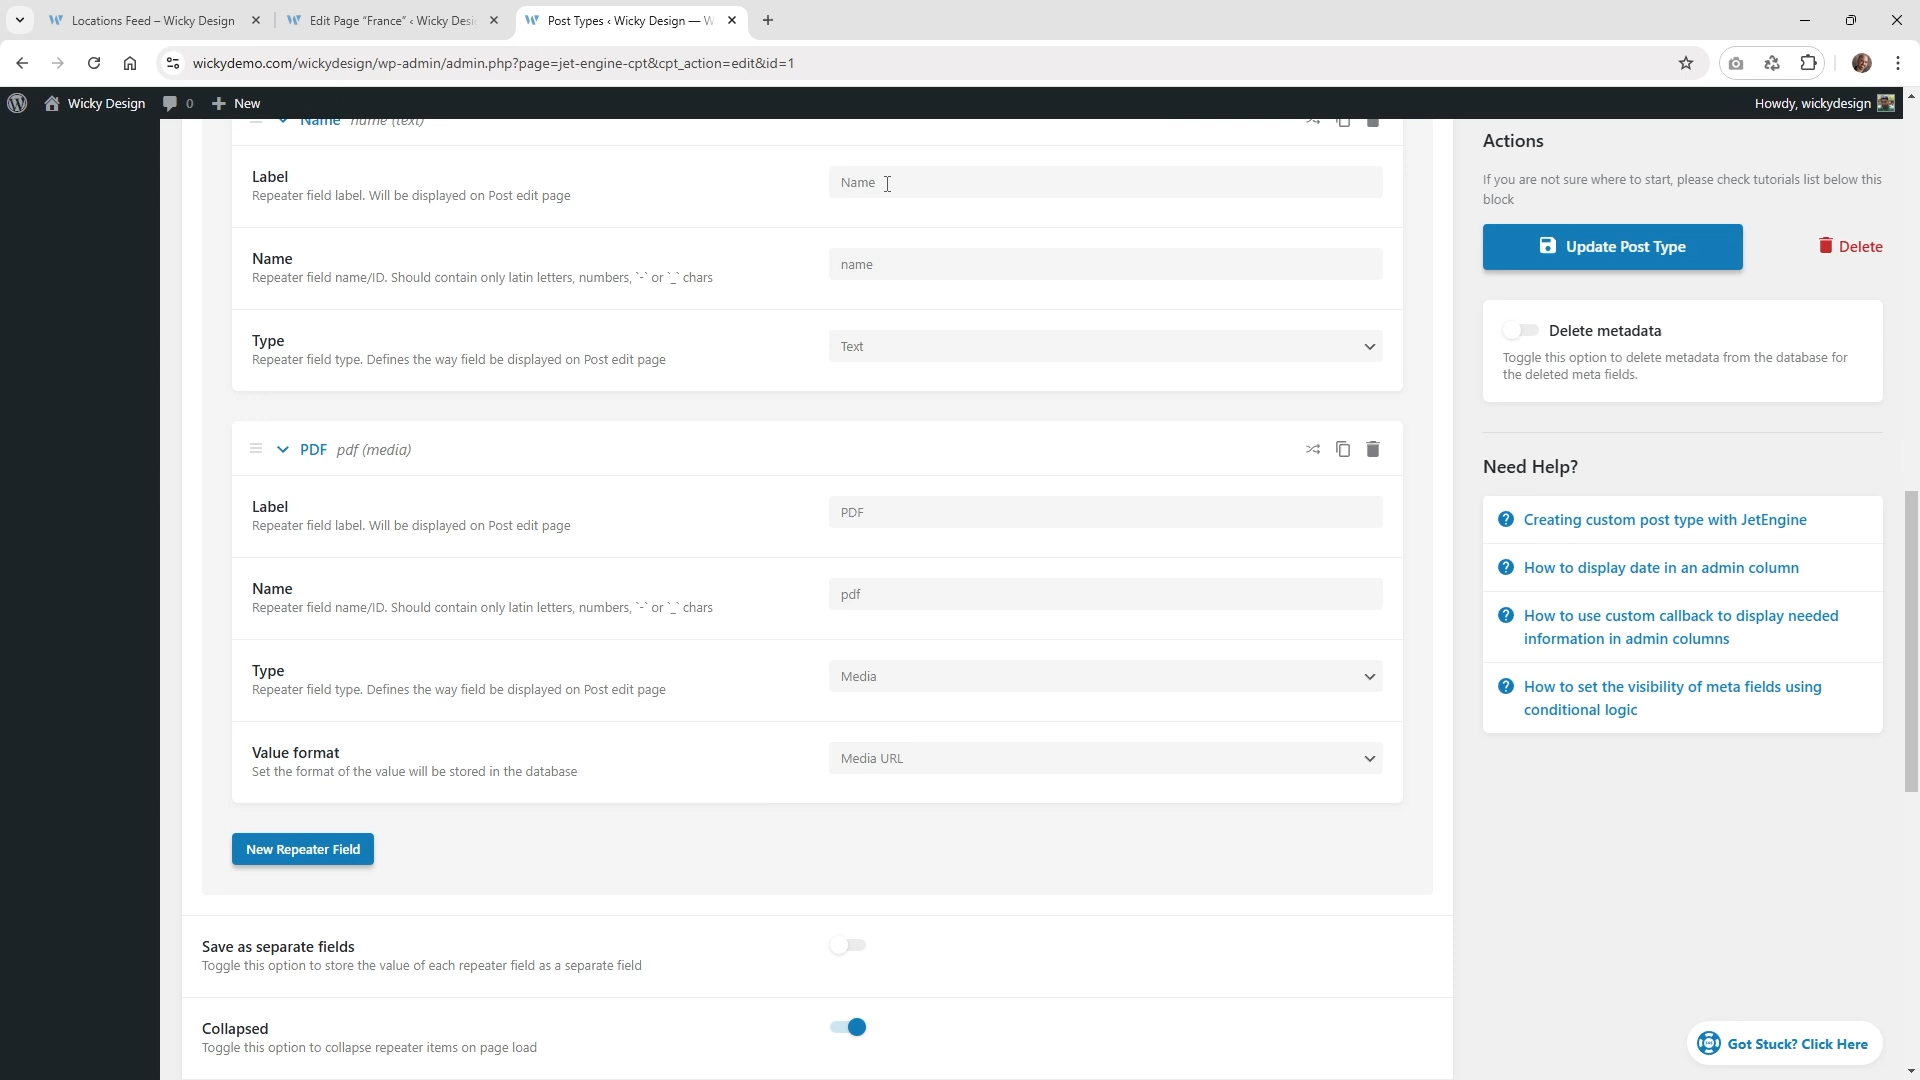 Locations Feed – Wicky Design
Edit Page “France” ‹ Wicky Desi
Post Types ‹ Wicky Design — W
wickydemo.com/wickydesign/wp-admin/admin.php?page=jet-engine-cpt&cpt_action=edit&id=1
Wicky Design
0
New
Howdy, wickydesign
Name name (text)
Label
Repeater field label. Will be displayed on Post edit page
Name
Name
Repeater field name/ID. Should contain only latin letters, numbers, `-` or `_` chars
name
Type
Repeater field type. Defines the way field be displayed on Post edit page
Text
PDF pdf (media)
Label
Repeater field label. Will be displayed on Post edit page
PDF
Name
Repeater field name/ID. Should contain only latin letters, numbers, `-` or `_` chars
pdf
Type
Repeater field type. Defines the way field be displayed on Post edit page
Media
Value format
Set the format of the value will be stored in the database
Media URL
New Repeater Field
Save as separate fields
Toggle this option to store the value of each repeater field as a separate field
Collapsed
Toggle this option to collapse repeater items on page load
Actions
If you are not sure where to start, please check tutorials list below this
block
Update Post Type
Delete
Delete metadata
Toggle this option to delete metadata from the database for
the deleted meta fields.
Need Help?
Creating custom post type with JetEngine
How to display date in an admin column
How to use custom callback to display needed
information in admin columns
How to set the visibility of meta fields using
conditional logic
Got Stuck? Click Here